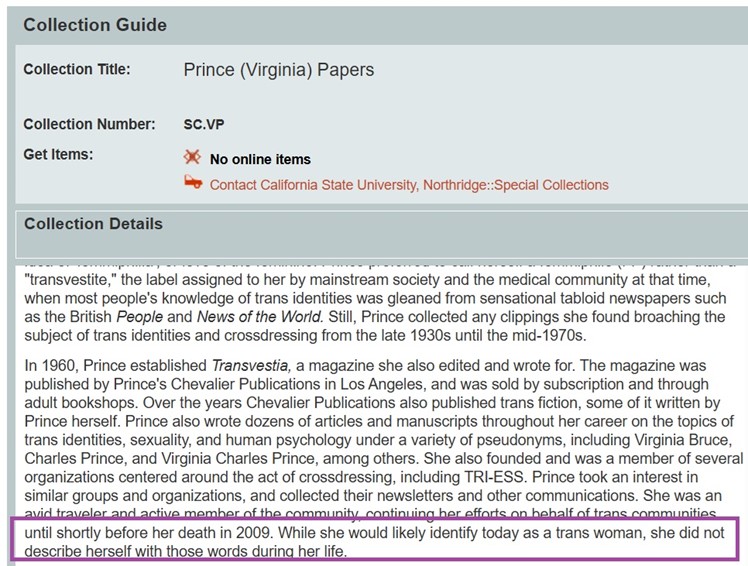 Collection Guide
Collection Title: Prince (Virginia) Papers
Collection Number: SC.VP
Get Items: No online items
Contact California State University, Northridge::Special Collections
Collection Details
"transvestite," the label assigned to her by mainstream society and the medical community at that time,
when most people's knowledge of trans identities was gleaned from sensational tabloid newspapers such
as the British People and News of the World. Still, Prince collected any clippings she found broaching the
subject of trans identities and crossdressing from the late 1930s until the mid-1970s.
In 1960, Prince established Transvestia, a magazine she also edited and wrote for. The magazine was
published by Prince's Chevalier Publications in Los Angeles, and was sold by subscription and through
adult bookshops. Over the years Chevalier Publications also published trans fiction, some of it written by
Prince herself. Prince also wrote dozens of articles and manuscripts throughout her career on the topics of
trans identities, sexuality, and human psychology under a variety of pseudonyms, including Virginia Bruce,
Charles Prince, and Virginia Charles Prince, among others. She also founded and was a member of several
organizations centered around the act of crossdressing, including TRI-ESS. Prince took an interest in
similar groups and organizations, and collected their newsletters and other communications. She was an
avid traveler and active member of the community, continuing her efforts on behalf of trans communities
until shortly before her death in 2009. While she would likely identify today as a trans woman, she did not
describe herself with those words during her life.